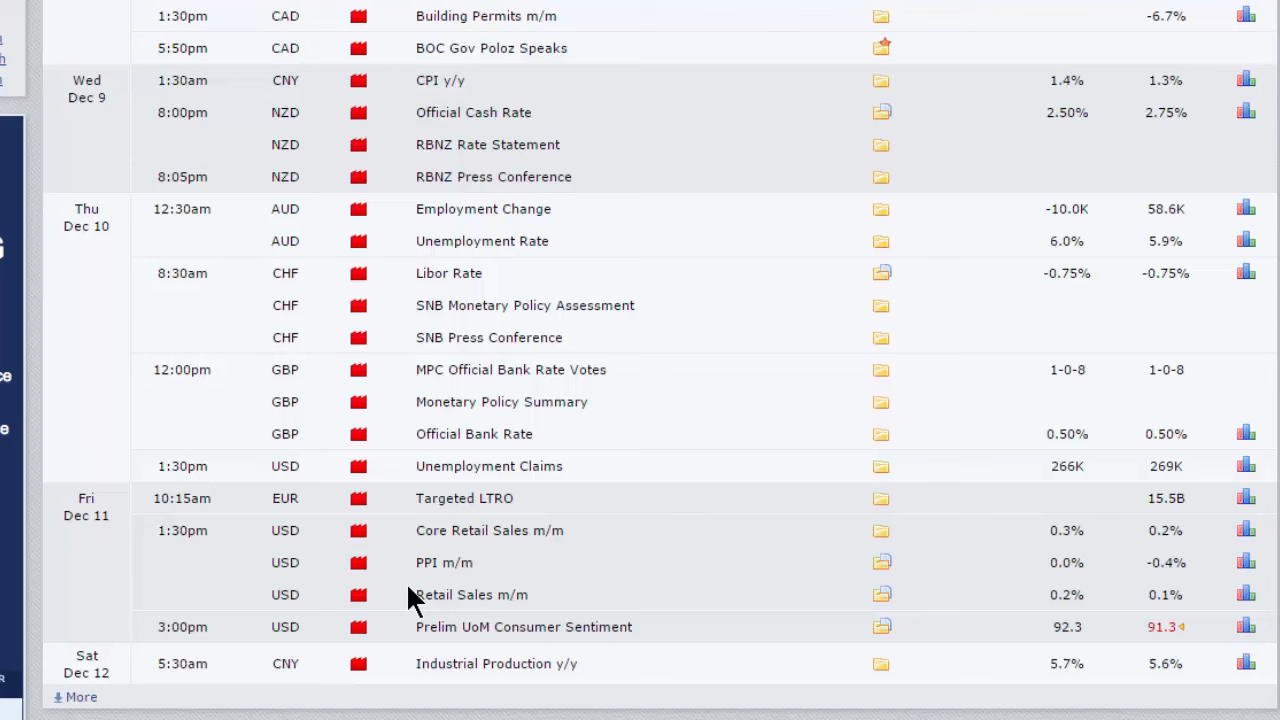 1:30pm CAD Building Permits m/m -6.7%
5:50pm CAD BOC Gov Poloz Speaks
Wed Dec 9 1:30am CNY CPI y/y 1.4% 1.3%
8:00pm NZD Official Cash Rate 2.50% 2.75%
NZD RBNZ Rate Statement
8:05pm NZD RBNZ Press Conference
Thu Dec 10 12:30am AUD Employment Change -10.0K 58.6K
AUD Unemployment Rate 6.0% 5.9%
8:30am CHF Libor Rate -0.75% -0.75%
CHF SNB Monetary Policy Assessment
CHF SNB Press Conference
12:00pm GBP MPC Official Bank Rate Votes 1-0-8 1-0-8
GBP Monetary Policy Summary
GBP Official Bank Rate 0.50% 0.50%
1:30pm USD Unemployment Claims 266K 269K
Fri Dec 11 10:15am EUR Targeted LTRO 15.5B
1:30pm USD Core Retail Sales m/m 0.3% 0.2%
USD PPI m/m 0.0% -0.4%
USD Retail Sales m/m 0.2% 0.1%
3:00pm USD Prelim UoM Consumer Sentiment 92.3 91.3
Sat Dec 12 5:30am CNY Industrial Production y/y 5.7% 5.6%
More